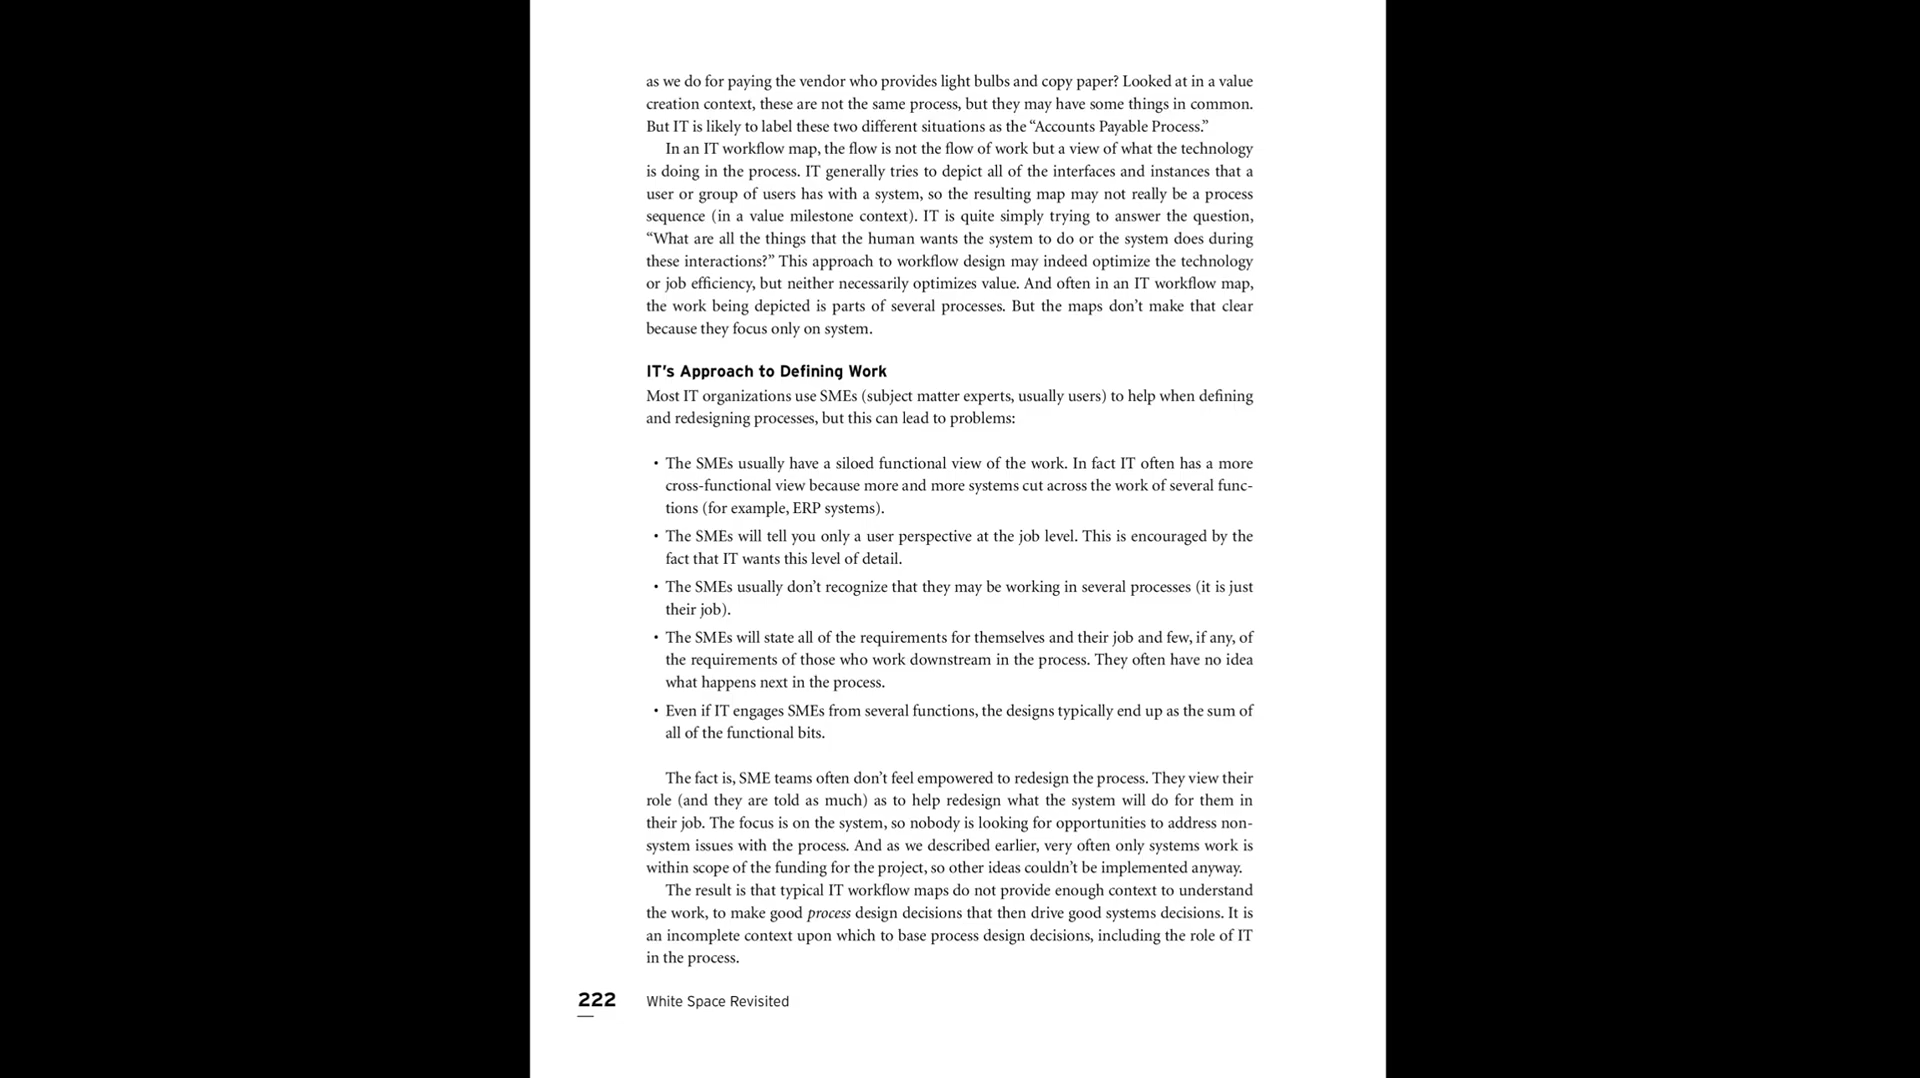 as we do for paying the vendor who provides light bulbs and copy paper? Looked at in a value
creation context, these are not the same process, but they may have some things in common.
But IT is likely to label these two different situations as the “Accounts Payable Process.”
In an IT workflow map, the flow is not the flow of work but a view of what the technology
is doing in the process. IT generally tries to depict all of the interfaces and instances that a
user or group of users has with a system, so the resulting map may not really be a process
sequence (in a value milestone context). IT is quite simply trying to answer the question,
“What are all the things that the human wants the system to do or the system does during
these interactions?” This approach to workflow design may indeed optimize the technology
or job efficiency, but neither necessarily optimizes value. And often in an IT workflow map,
the work being depicted is parts of several processes. But the maps don’t make that clear
because they focus only on system.
IT’s Approach to Defining Work
Most IT organizations use SMEs (subject matter experts, usually users) to help when defining
and redesigning processes, but this can lead to problems:
• The SMEs usually have a siloed functional view of the work. In fact IT often has a more
cross-functional view because more and more systems cut across the work of several func-
tions (for example, ERP systems).
• The SMEs will tell you only a user perspective at the job level. This is encouraged by the
fact that IT wants this level of detail.
• The SMEs usually don’t recognize that they may be working in several processes (it is just
their job).
• The SMEs will state all of the requirements for themselves and their job and few, if any, of
the requirements of those who work downstream in the process. They often have no idea
what happens next in the process.
• Even if IT engages SMEs from several functions, the designs typically end up as the sum of
all of the functional bits.
The fact is, SME teams often don’t feel empowered to redesign the process. They view their
role (and they are told as much) as to help redesign what the system will do for them in
their job. The focus is on the system, so nobody is looking for opportunities to address non-
system issues with the process. And as we described earlier, very often only systems work is
within scope of the funding for the project, so other ideas couldn’t be implemented anyway.
The result is that typical IT workflow maps do not provide enough context to understand
the work, to make good process design decisions that then drive good systems decisions. It is
an incomplete context upon which to base process design decisions, including the role of IT
in the process.
222 White Space Revisited